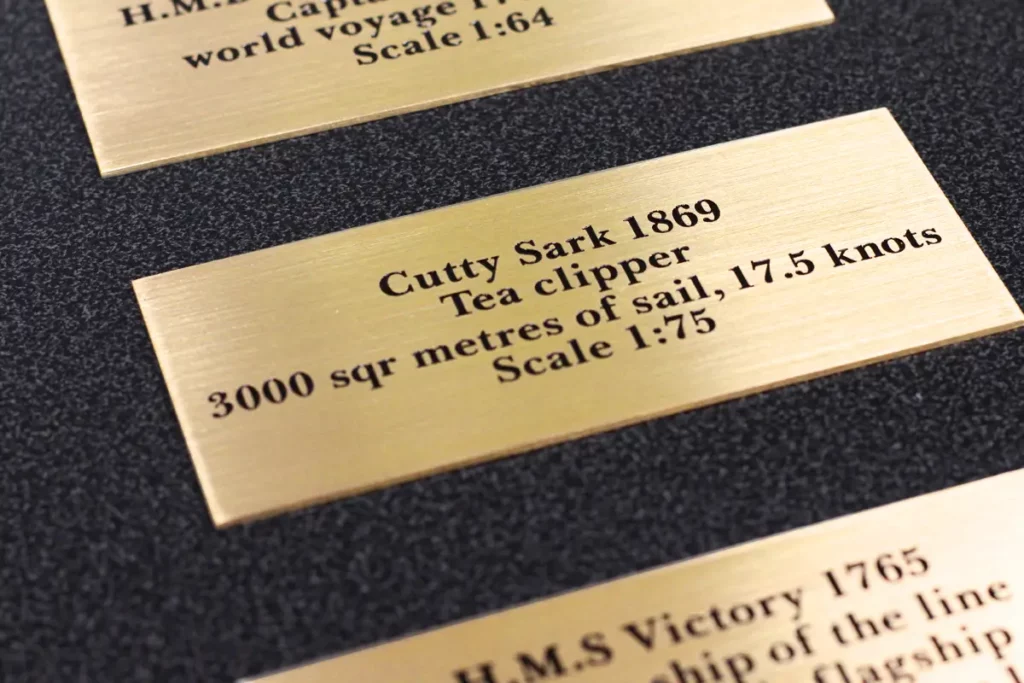 H.M.
world voyage 17
Scale 1:64
Cutty Sark 1869
Tea clipper
3000 sqr metres of sail, 17.5 knots
Scale 1:75
H.M.S Victory 1765
ship of the line
flagship